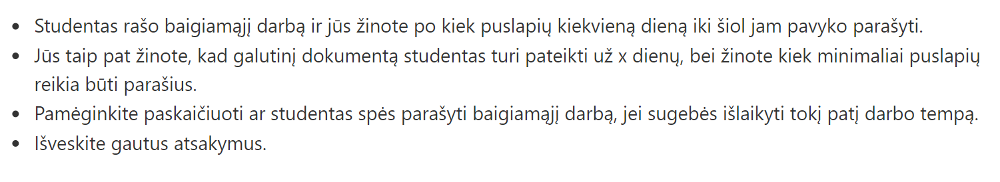 • Studentas rašo baigiamąjį darbą ir jūs žinote po kiek puslapių kiekvieną dieną iki šiol jam pavyko parašyti.
• Jūs taip pat žinote, kad galutinį dokumentą studentas turi pateikti už x dienų, bei žinote kiek minimaliai puslapių
reikia būti parašius.
• Pamėginkite paskaičiuoti ar studentas spės parašyti baigiamąjį darbą, jei sugebės išlaikyti tokį patį darbo tempą.
• Išveskite gautus atsakymus.